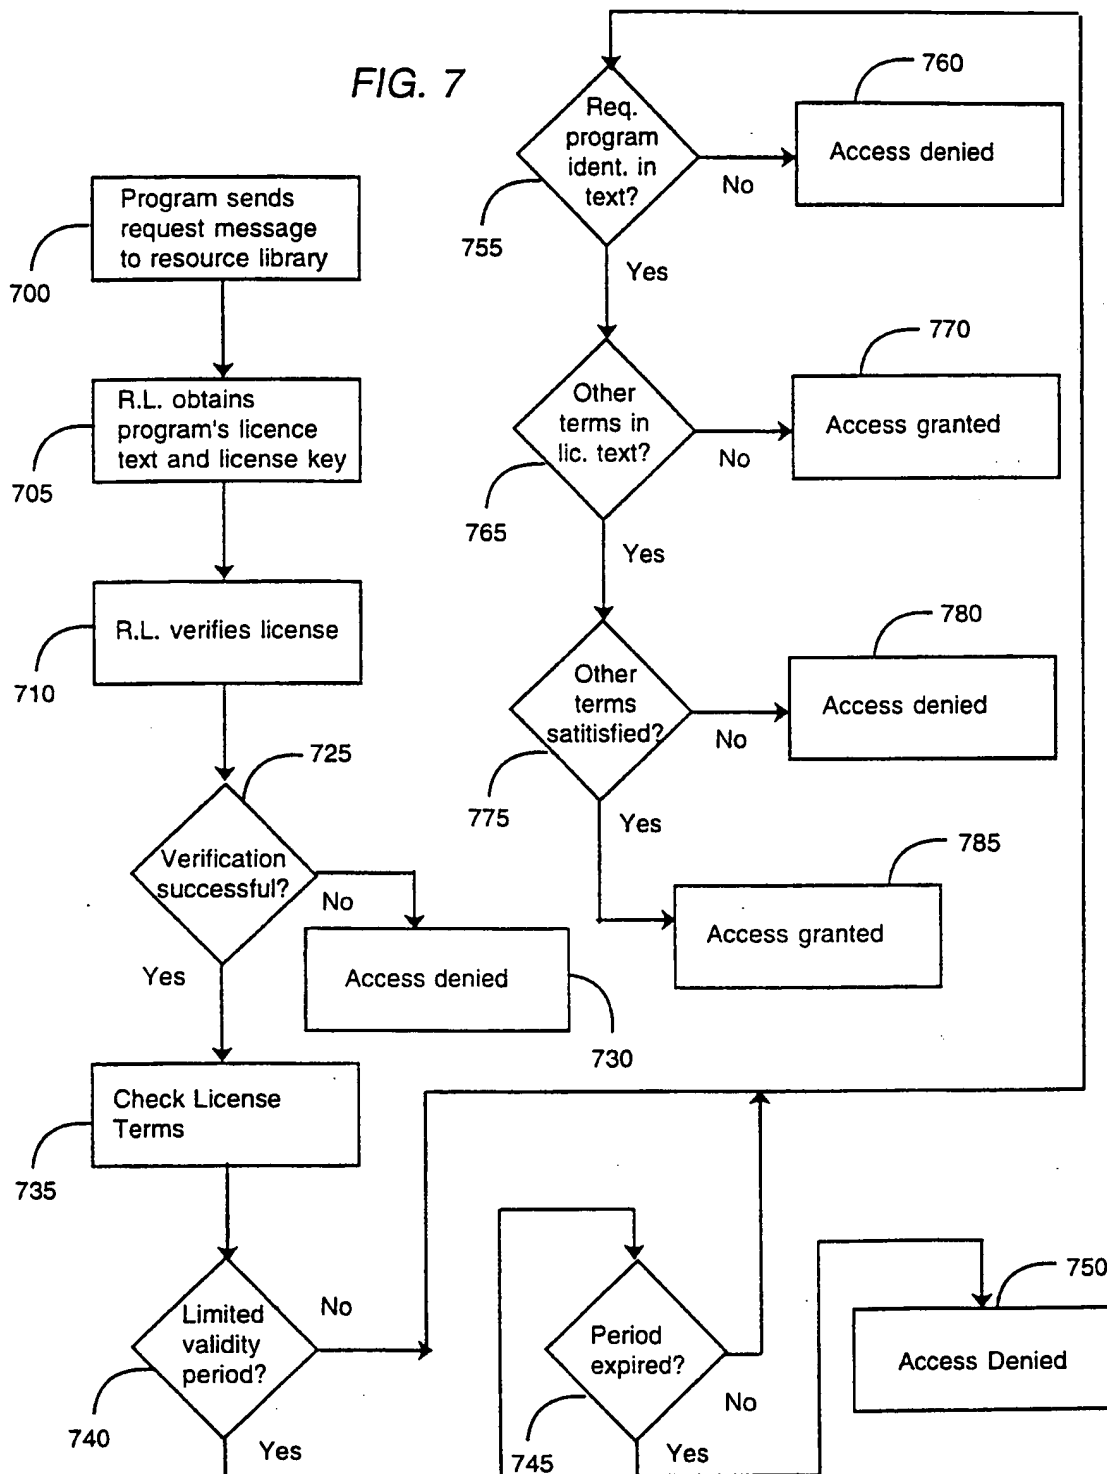 FIG. 7
Program sends
request message
to resource library
700
R.L. obtains
program's licence
text and license key
705
R.L. verifies license
710
725
Verification
successful?
No
Yes
Access denied
730
Check License
Terms
735
Limited
validity
period?
No
740
Yes
Period
expired?
No
745
Yes
750
Access Denied
Req.
program
ident. in
text?
755
No
Yes
760
Access denied
Other
terms in
lic. text?
765
No
Yes
770
Access granted
Other
terms
satitisfied?
775
No
Yes
780
Access denied
785
Access granted